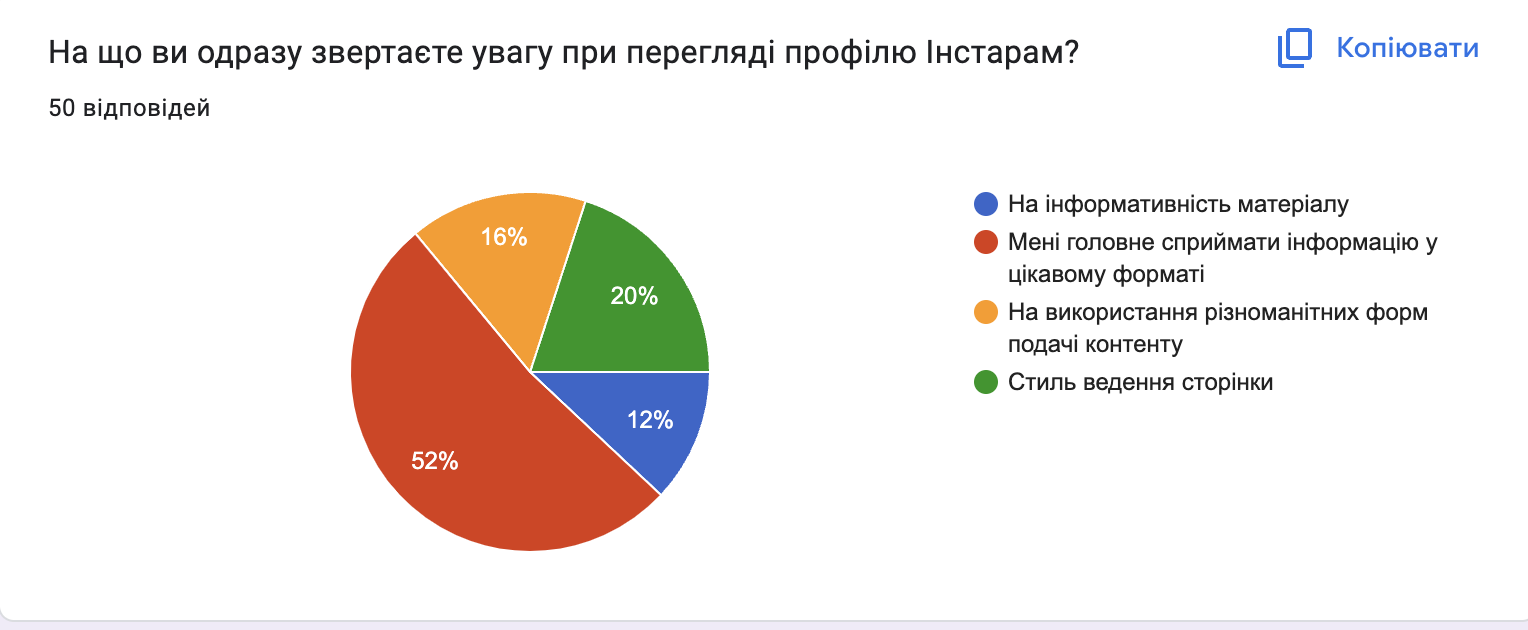 На що ви одразу звертаєте увагу при перегляді профілю Інстарам?
Копіювати
50 відповідей
16%
20%
12%
52%
На інформативність матеріалу
Мені головне сприймати інформацію у
цікавому форматі
На використання різноманітних форм
подачі контенту
Стиль ведення сторінки